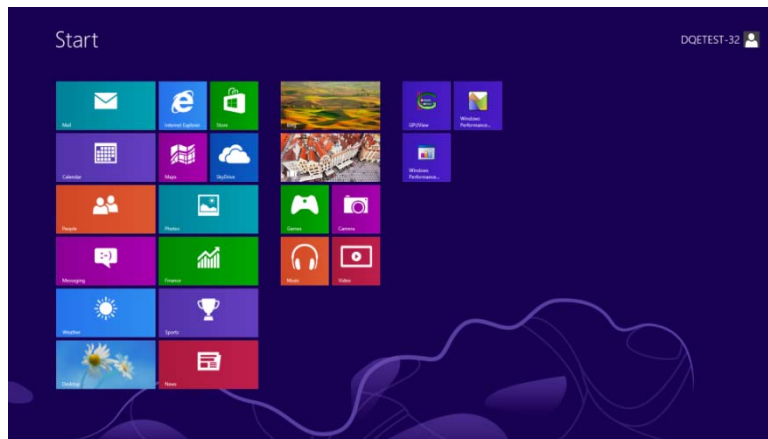 Start
DQETEST-32
Mail
Internet Explorer
Store
Calendar
Maps
SkyDrive
People
Photos
Messaging
Finance
Weather
Sports
Desktop
News
Bing
Games
Camera
Music
Video
GPUView
Windows
Performance...
Windows
Performance...